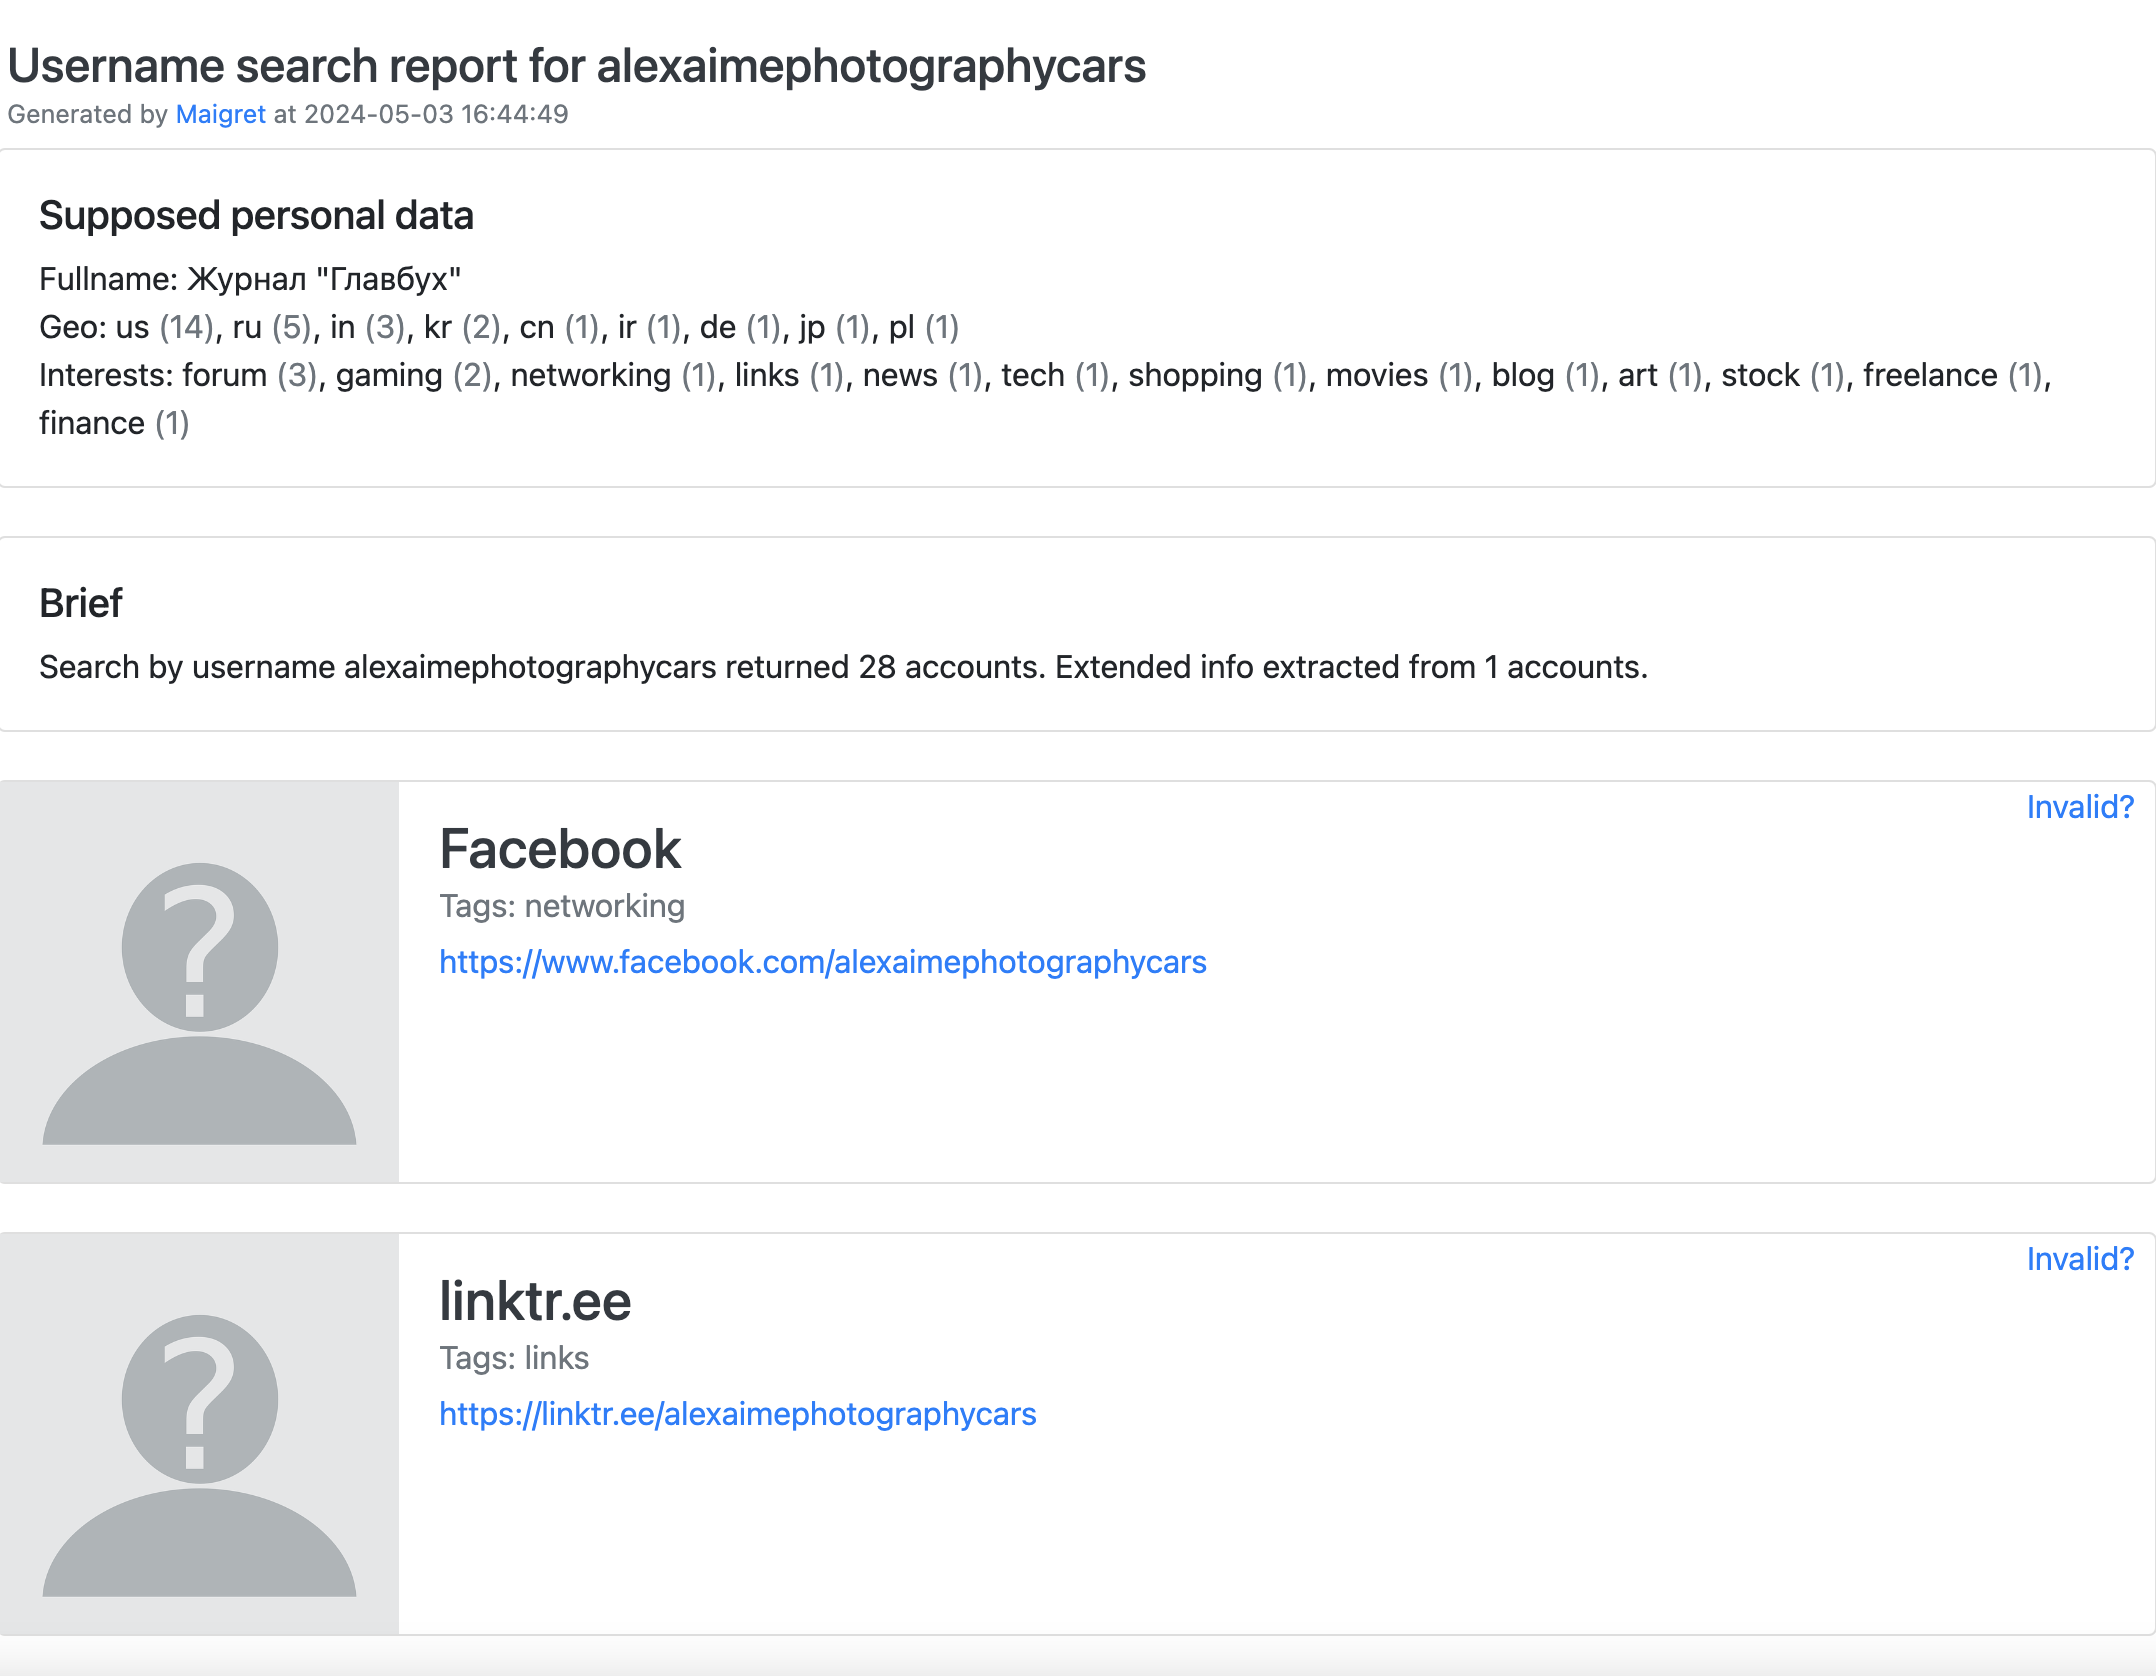 Username search report for alexaimephotographycars
Generated by Maigret at 2024-05-03 16:44:49
Supposed personal data
Fullname: Журнал "Главбух"
Geo: us (14), ru (5), in (3), kr (2), cn (1), ir (1), de (1), jp (1), pl (1)
Interests: forum (3), gaming (2), networking (1), links (1), news (1), tech (1), shopping (1), movies (1), blog (1), art (1), stock (1), freelance (1),
finance (1)
Brief
Search by username alexaimephotographycars returned 28 accounts. Extended info extracted from 1 accounts.
Invalid?
?
Facebook
Tags: networking
https://www.facebook.com/alexaimephotographycars
Invalid?
?
linktr.ee
Tags: links
https://linktr.ee/alexaimephotographycars